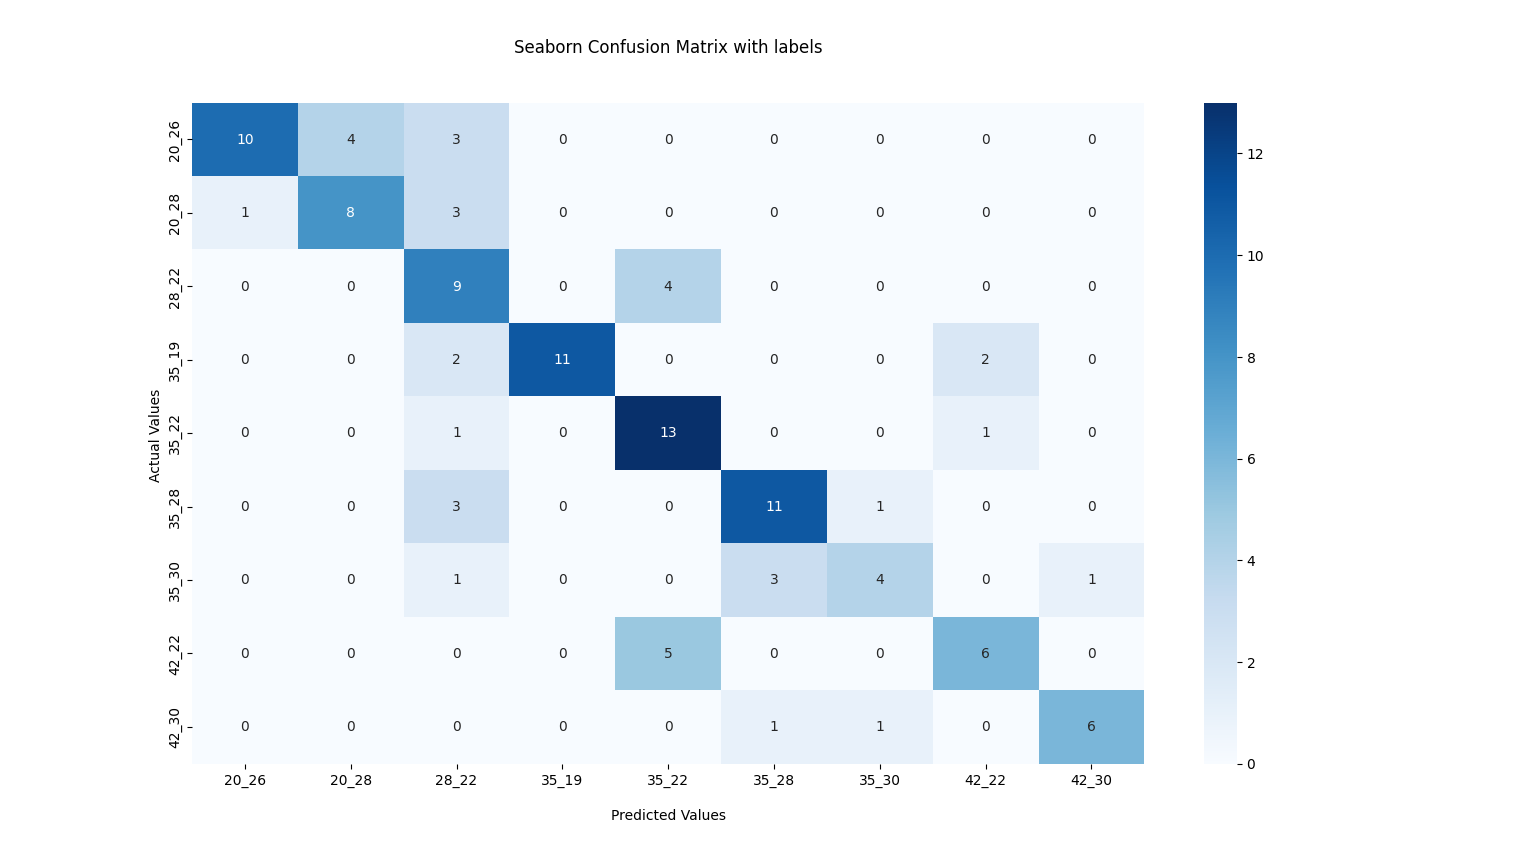 Seaborn Confusion Matrix with labels
20_26 10 4 3 0 0 0 0 0 0
20_28 1 8 3 0 0 0 0 0 0
28_22 0 0 9 0 4 0 0 0 0
35_19 0 0 2 11 0 0 0 2 0
35_22 0 0 1 0 13 0 0 1 0
35_28 0 0 3 0 0 11 1 0 0
35_30 0 0 1 0 0 3 4 0 1
42_22 0 0 0 0 5 0 0 6 0
42_30 0 0 0 0 0 1 1 0 6
Actual Values
20_26 20_28 28_22 35_19 35_22 35_28 35_30 42_22 42_30
Predicted Values
12
10
8
6
4
2
0